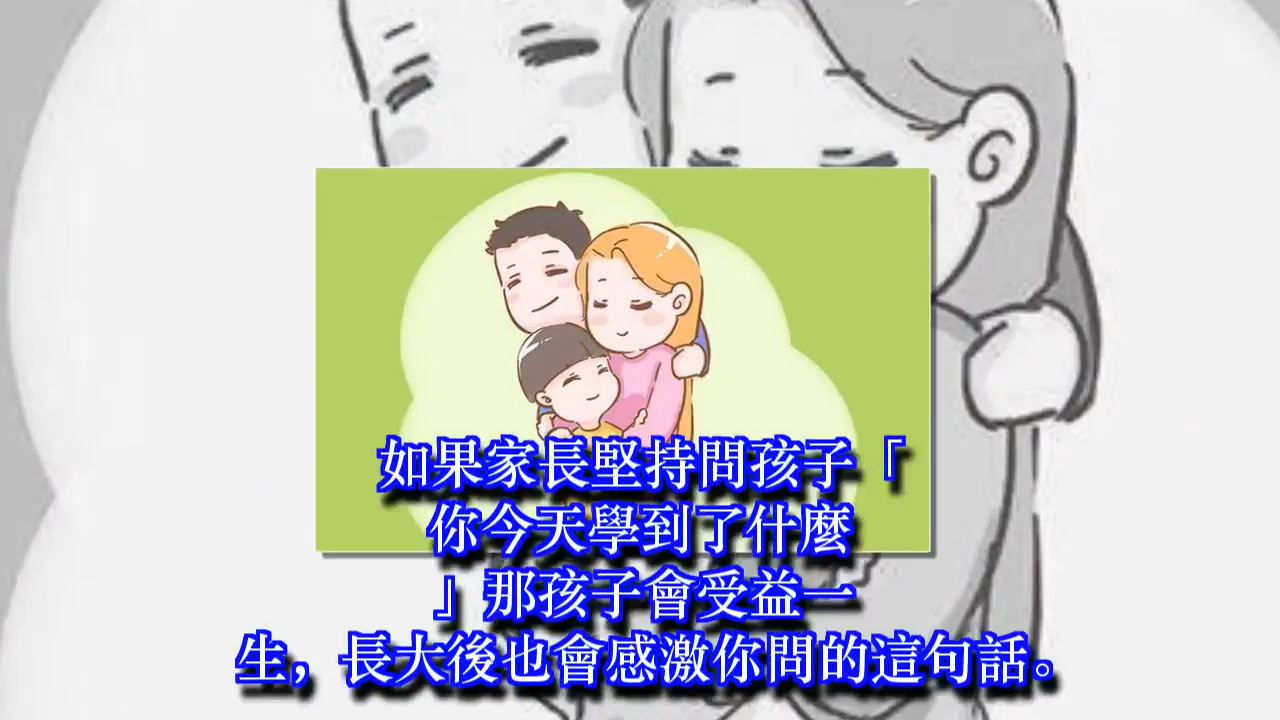 如果家長堅持問孩子「
你今天學到了什麼
」那孩子會受益一
生，長大後也會感激你問的這句話。